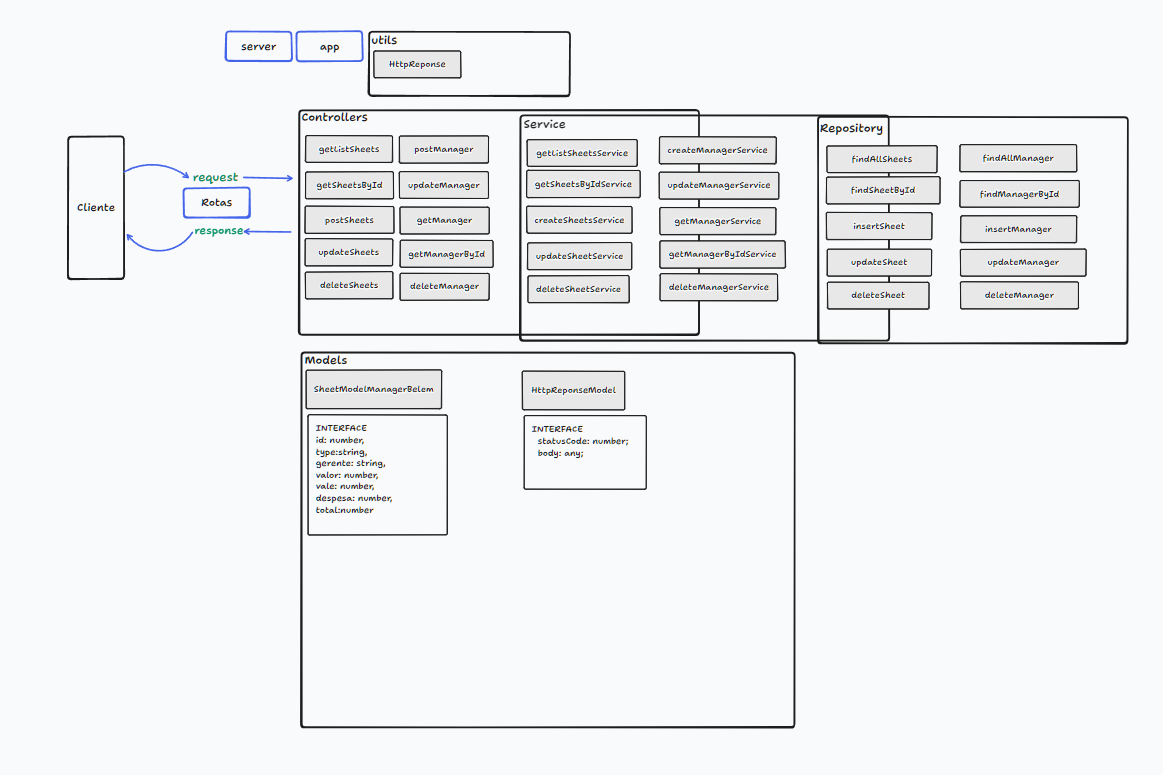 server
app
utils
HttpReponse
Cliente
request
Rotas
response
Controllers
getlistSheets
postManager
getSheetsById
updateManager
postSheets
getManager
updateSheets
getManagerById
deleteSheets
deleteManager
Service
getlistSheetsService
createManagerService
getSheetsByIdService
updateManagerService
createSheetsService
getManagerService
updateSheetService
getManagerByIdService
deleteSheetService
deleteManagerService
Repository
findAllSheets
findAllManager
findSheetById
findManagerById
insertSheet
insertManager
updateSheet
updateManager
deleteSheet
deleteManager
Models
SheetModelManagerBelem
INTERFACE
id: number,
type:string,
gerente: string,
valor: number,
vale: number,
despesa: number,
total:number
HttpReponseModel
INTERFACE
statusCode: number;
body: any;